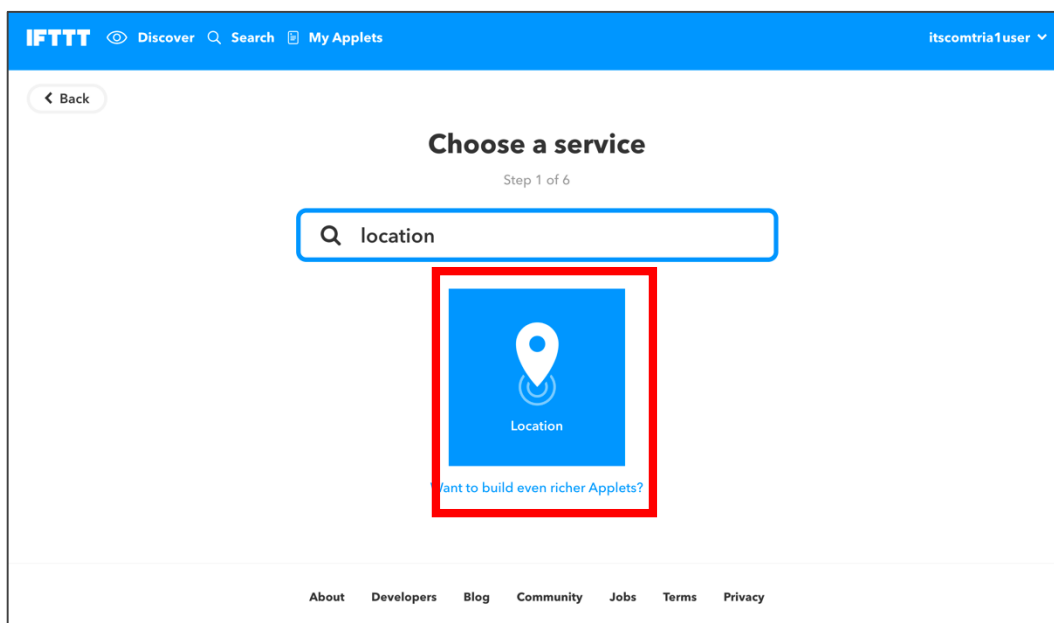 IFTTT Discover Search My Applets itscomtria1user
Back
Choose a service
Step 1 of 6
location
Location
Want to build even richer Applets?
About Developers Blog Community Jobs Terms Privacy